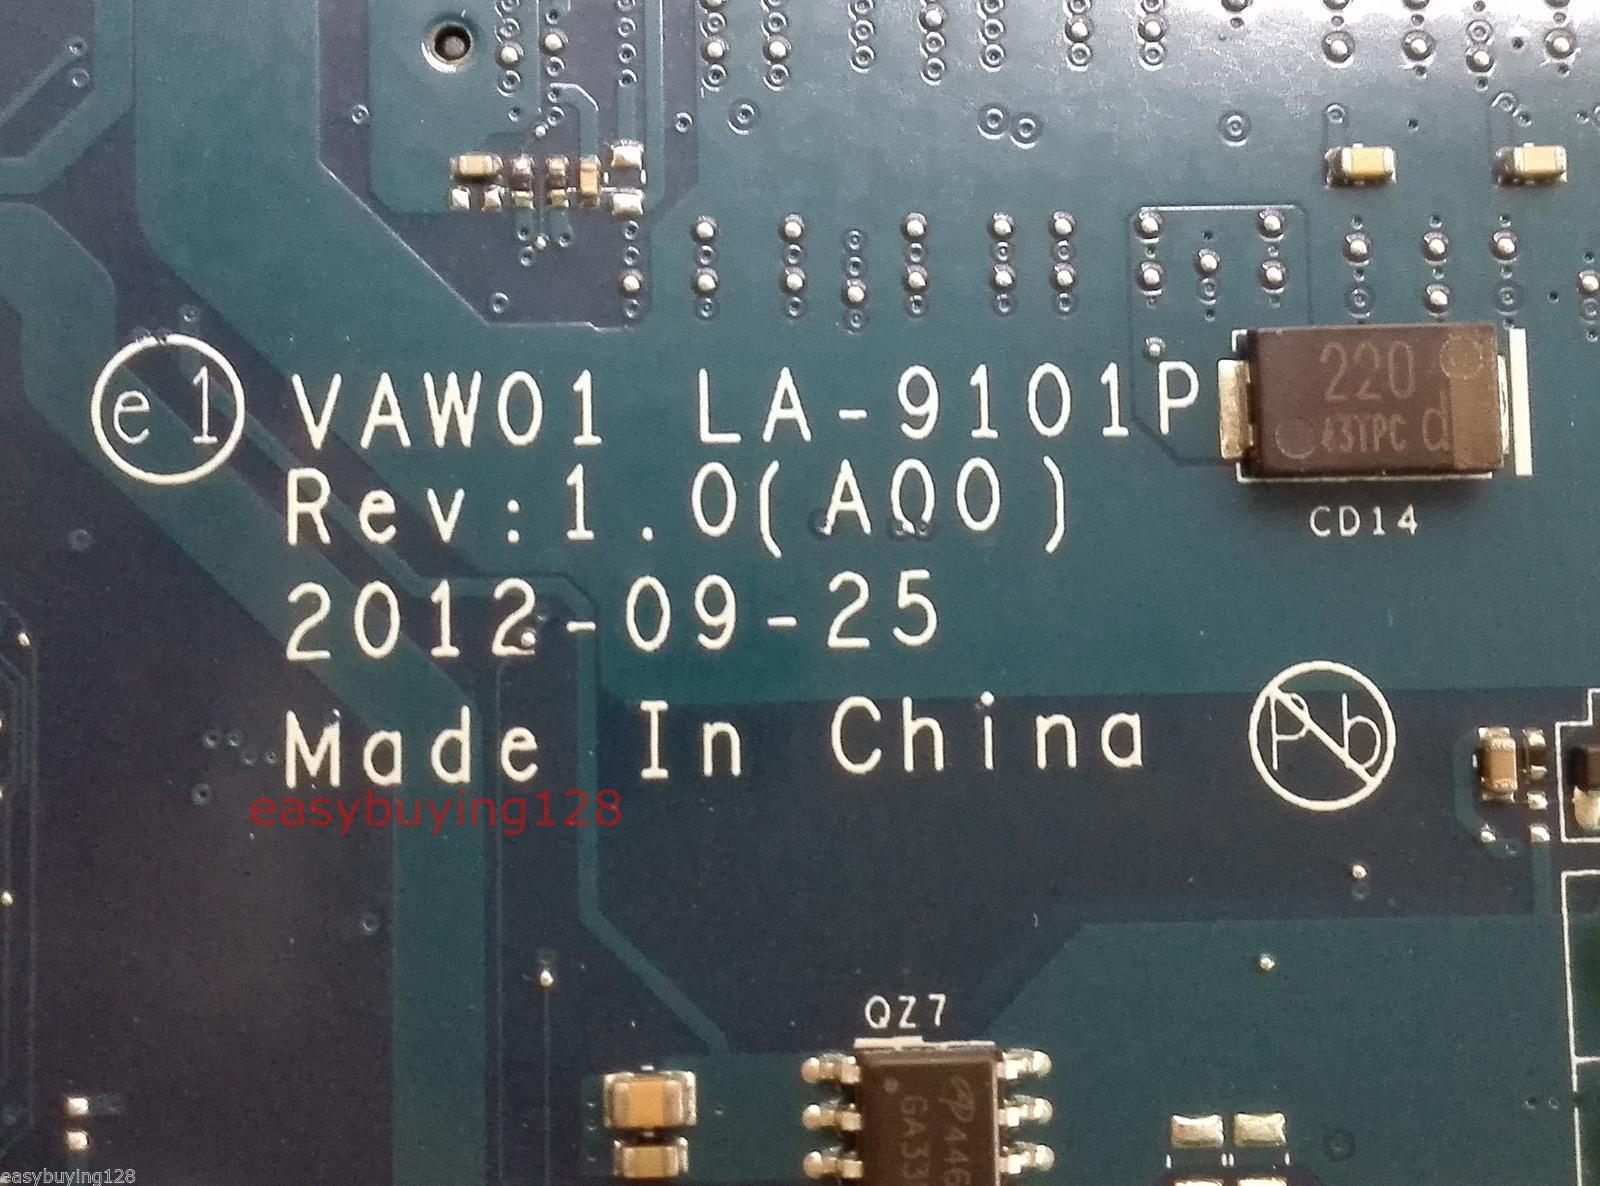 220
43YPC d
e1
VAW01 LA-9101P
Rev:1.0(A00)
CD14
2012-09-25
Made In China
Pb
easybuying128
QZ7
easybuying128